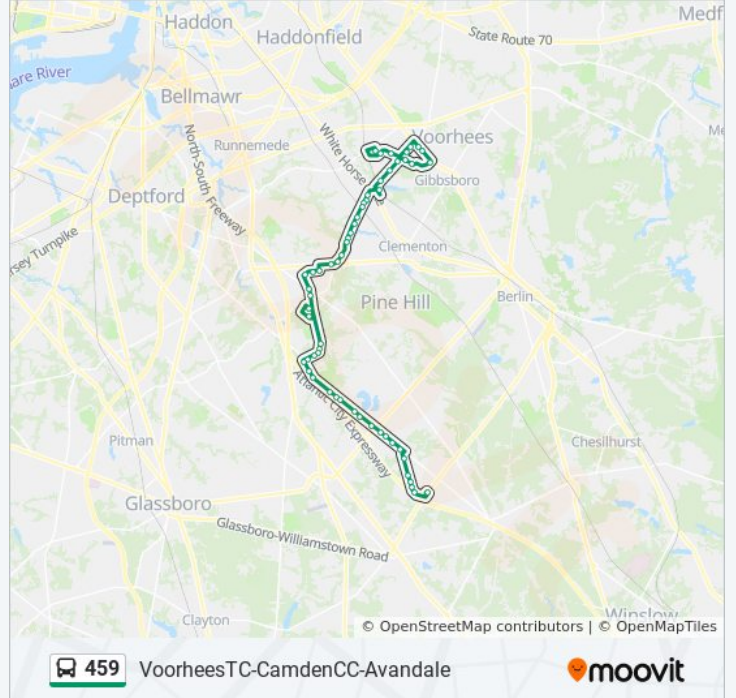 Haddon
Medf
Haddonfield
State Route 70
are River
Bellmawr
Voorhees
Me
Runnemede
White Horse
North-South Freeway
Gibbsboro
Deptford
rsey Turnpike
Clementon
Pine Hill
Berlin
Atlantic City Expressway
Pitman
Chesilhurst
Glassboro
Glassboro-Williamstown Road
Clayton
Winslow
© OpenStreetMap contributors | © OpenMapTiles
459 VoorheesTC-CamdenCC-Avandale
moovit